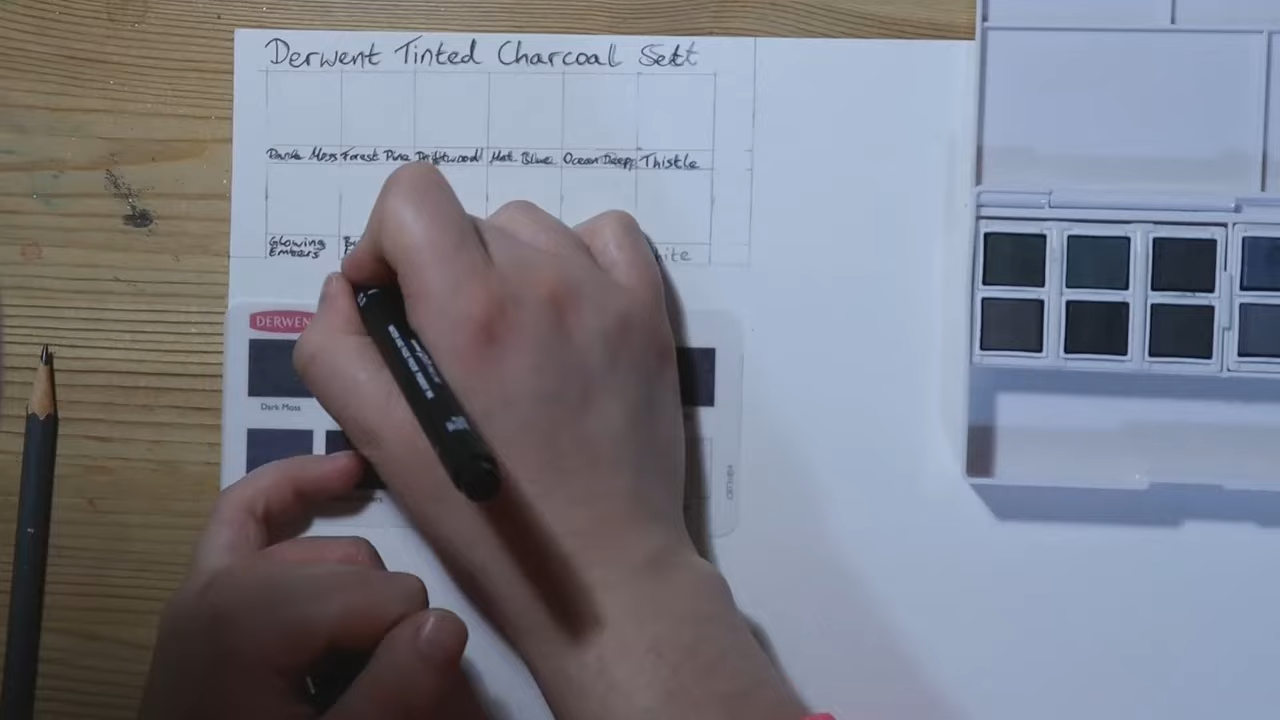 Derwent Tinted Charcoal Sett
Dark Moss Forest Pine Driftwood Mat Blue Ocean Deep Thistle
Glowing
Embers
DERWEN
Dark Moss